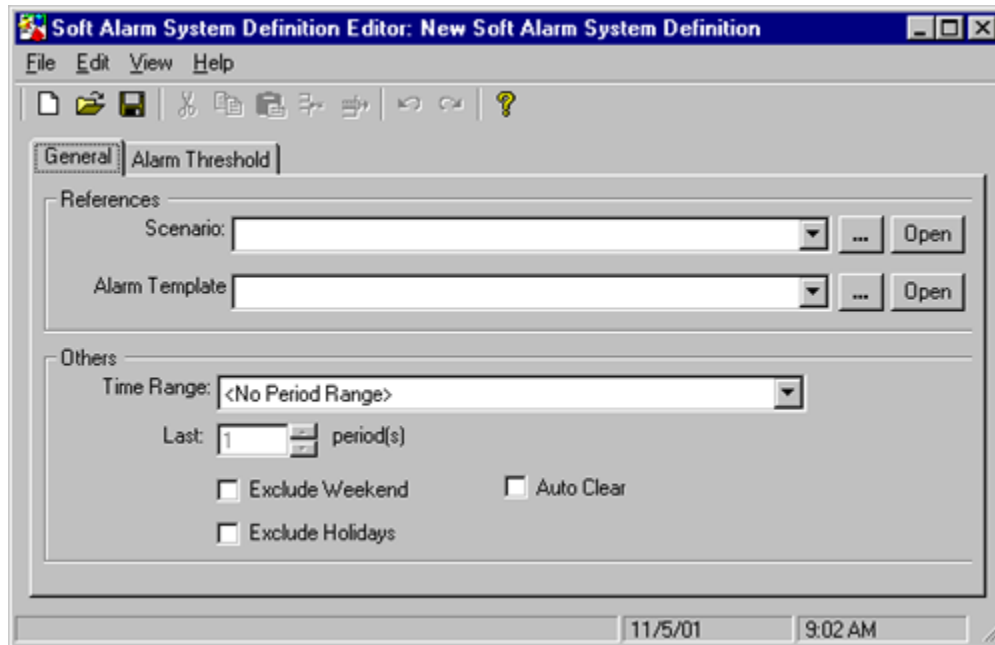 Soft Alarm System Definition Editor: New Soft Alarm System Definition
File Edit View Help
General Alarm Threshold
References
Scenario: ... Open
Alarm Template ... Open
Others
Time Range: <No Period Range>
Last: 1 period(s)
Exclude Weekend Auto Clear
Exclude Holidays
11/5/01 9:02 AM